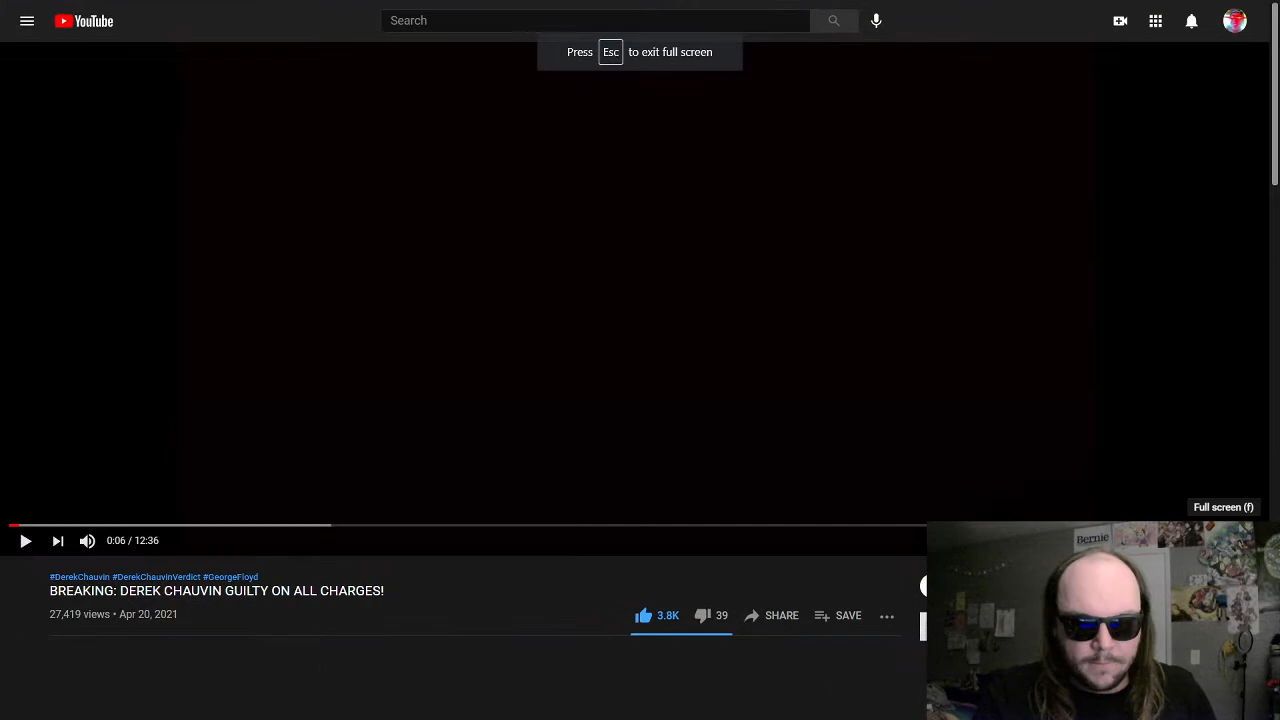 YouTube
Search
Press Esc to exit full screen
Full screen (f)
0:06 / 12:36
Bernie
#DerekChauvin #DerekChauvinVerdict #GeorgeFloyd
BREAKING: DEREK CHAUVIN GUILTY ON ALL CHARGES!
27,419 views • Apr 20, 2021
3.8K
39
SHARE
SAVE